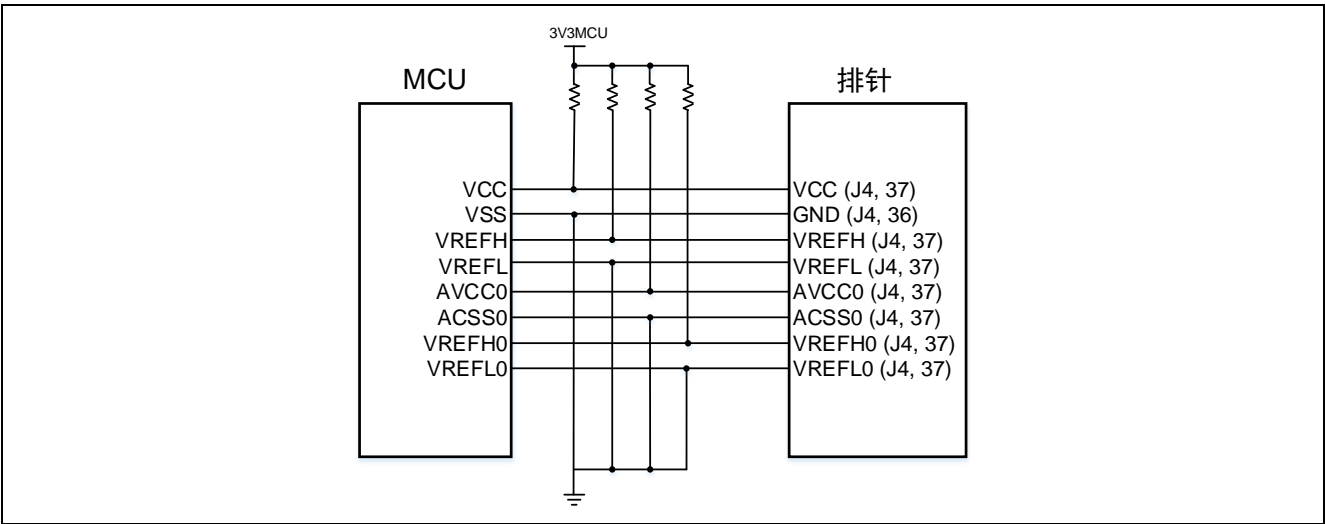 3V3MCU
MCU
排针
VCC
VCC (J4, 37)
VSS
GND (J4, 36)
VREFH
VREFH (J4, 37)
VREFL
VREFL (J4, 37)
AVCC0
AVCC0 (J4, 37)
ACSS0
ACSS0 (J4, 37)
VREFH0
VREFH0 (J4, 37)
VREFL0
VREFL0 (J4, 37)